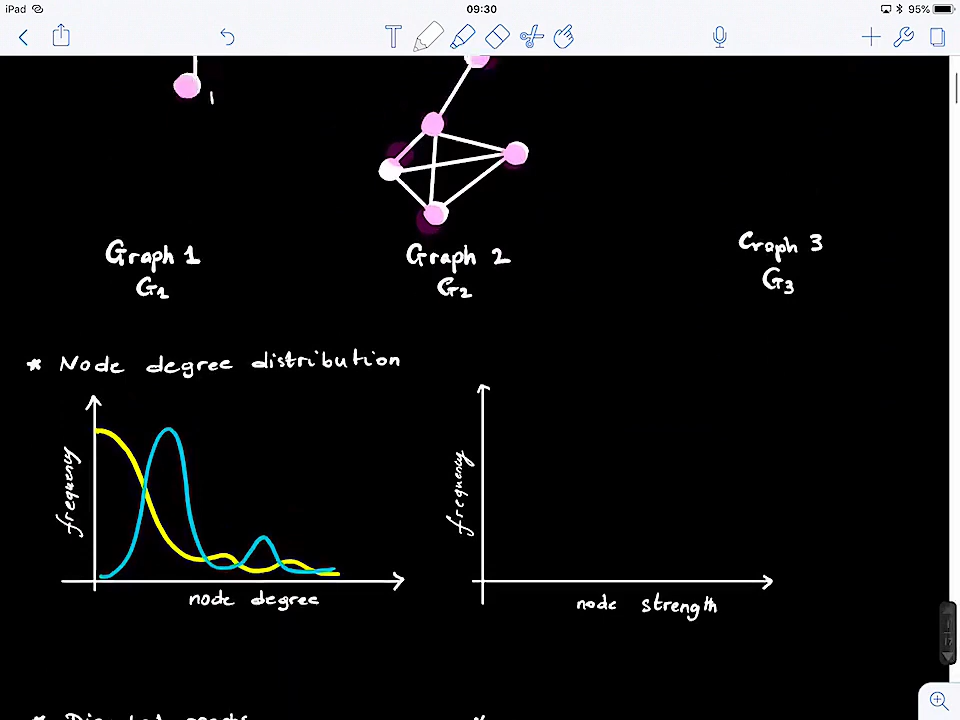 iPad 09:30 95%
T
1
Graph 1 Graph 2 Graph 3
G1 G2 G3
* Node degree distribution
frequency frequency
node degree node strength